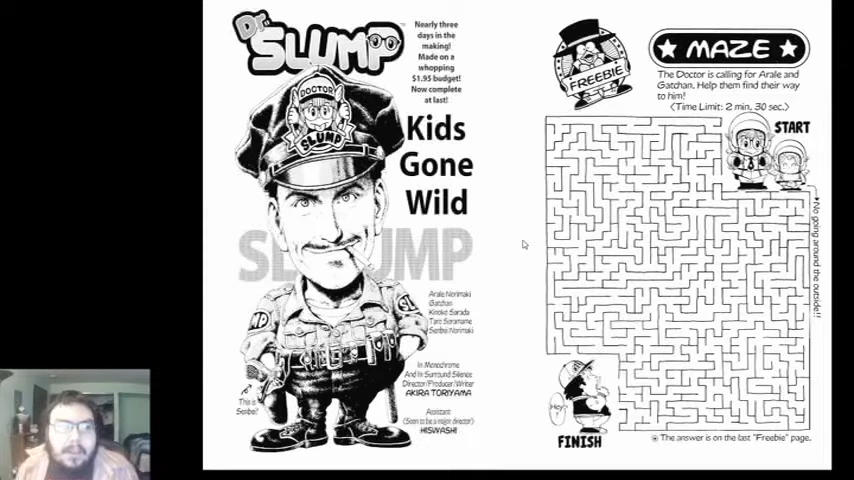 Dr. SLUMP
Nearly three
days in the
making!
Made on a
whopping
$1.95 budget!
Now complete
at last!
DOCTOR
SLUMP
Kids
Gone
Wild
SLUMP
Arale Norimaki
Gatchan
Kinoko Sarada
Taro Soramame
Senbei Norimaki
MP
SL
In Monochrome
And In Surround Silence
Director/Producer/Writer
AKIRA TORIYAMA
This is
Senbei!
Assistant
(Soon to be a major director)
HISWASHI
FREEBIE
★ MAZE ★
The Doctor is calling for Arale and
Gatchan. Help them find their way
to him!
〈Time Limit: 2 min. 30 sec.〉
START
No going around the outside!!
Hey~
FINISH
The answer is on the last "Freebie" page.